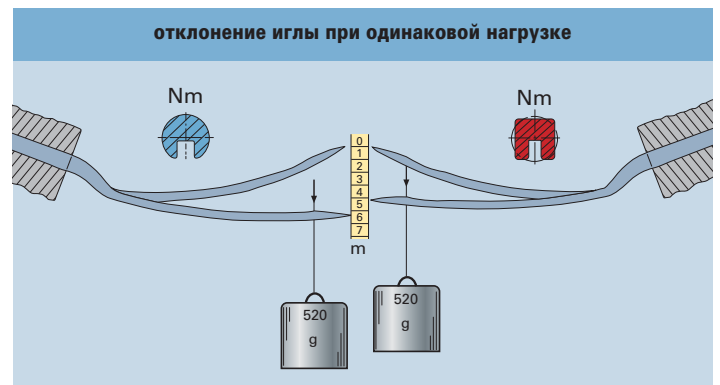 отклонение иглы при одинаковой нагрузке
Nm
Nm
0
1
2
3
4
5
6
7
m
520
g
520
g